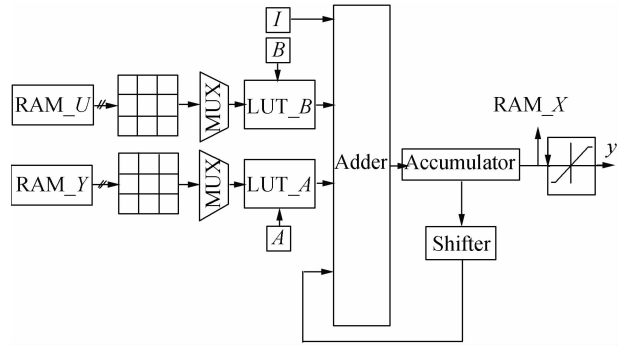 I
B
RAM_U
MUX
LUT_B
RAM_X
y
RAM_Y
MUX
LUT_A
Adder
Accumulator
A
Shifter